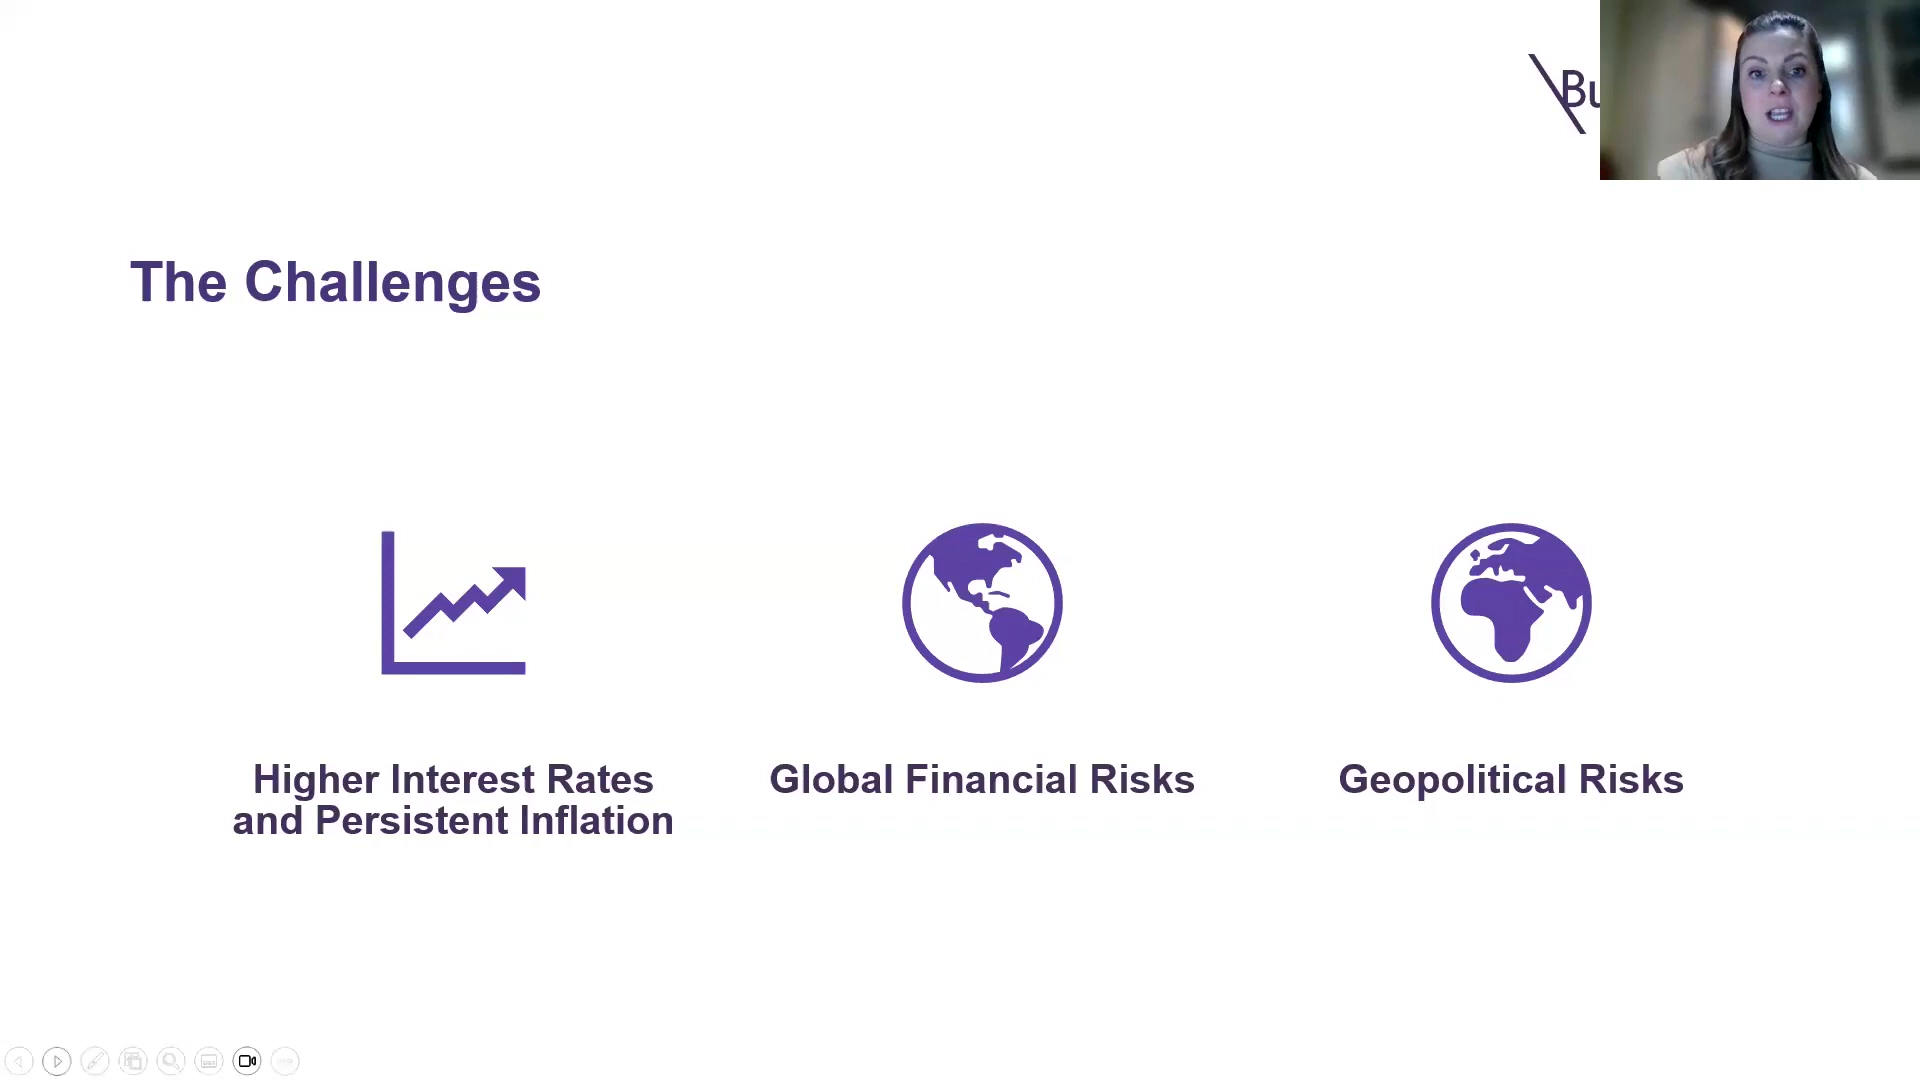 The Challenges
Higher Interest Rates
and Persistent Inflation
Global Financial Risks
Geopolitical Risks